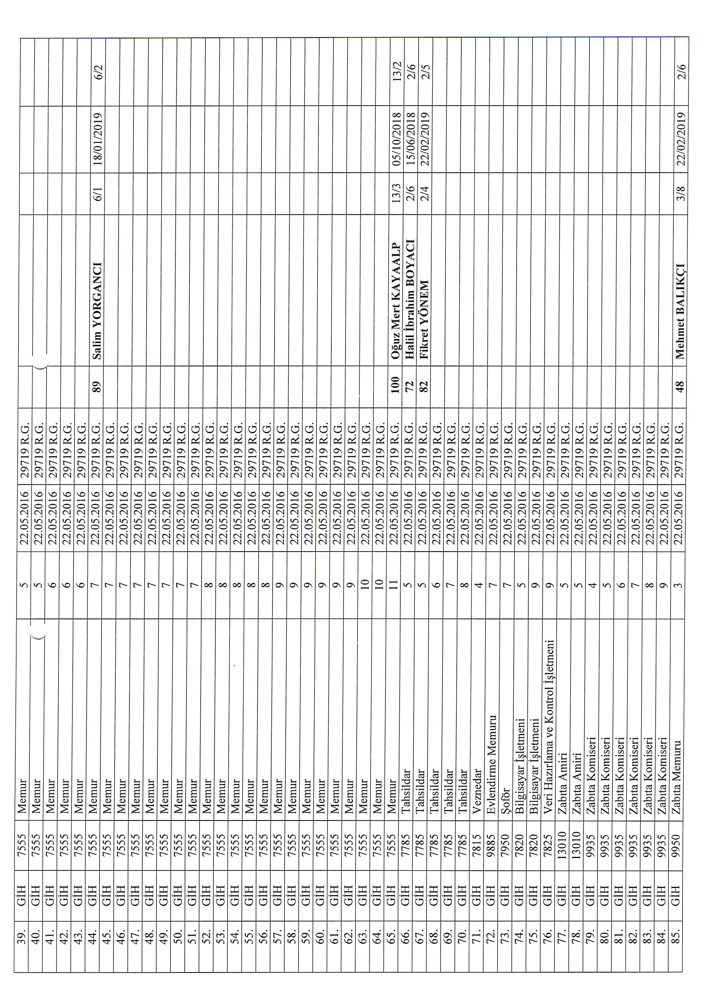 39. GİH 7555 Memur 5 22.05.2016 29719 R.G.
40. GİH 7555 Memur 5 22.05.2016 29719 R.G.
41. GİH 7555 Memur 6 22.05.2016 29719 R.G.
42. GİH 7555 Memur 6 22.05.2016 29719 R.G.
43. GİH 7555 Memur 6 22.05.2016 29719 R.G.
44. GİH 7555 Memur 7 22.05.2016 29719 R.G. 89 Salim YORGANCI 6/1 18/01/2019 6/2
45. GİH 7555 Memur 7 22.05.2016 29719 R.G.
46. GİH 7555 Memur 7 22.05.2016 29719 R.G.
47. GİH 7555 Memur 7 22.05.2016 29719 R.G.
48. GİH 7555 Memur 7 22.05.2016 29719 R.G.
49. GİH 7555 Memur 7 22.05.2016 29719 R.G.
50. GİH 7555 Memur 7 22.05.2016 29719 R.G.
51. GİH 7555 Memur 7 22.05.2016 29719 R.G.
52. GİH 7555 Memur 8 22.05.2016 29719 R.G.
53. GİH 7555 Memur 8 22.05.2016 29719 R.G.
54. GİH 7555 Memur 8 22.05.2016 29719 R.G.
55. GİH 7555 Memur 8 22.05.2016 29719 R.G.
56. GİH 7555 Memur 8 22.05.2016 29719 R.G.
57. GİH 7555 Memur 9 22.05.2016 29719 R.G.
58. GİH 7555 Memur 9 22.05.2016 29719 R.G.
59. GİH 7555 Memur 9 22.05.2016 29719 R.G.
60. GİH 7555 Memur 9 22.05.2016 29719 R.G.
61. GİH 7555 Memur 9 22.05.2016 29719 R.G.
62. GİH 7555 Memur 9 22.05.2016 29719 R.G.
63. GİH 7555 Memur 10 22.05.2016 29719 R.G.
64. GİH 7555 Memur 10 22.05.2016 29719 R.G.
65. GİH 7555 Memur 11 22.05.2016 29719 R.G. 100 Oğuz Mert KAYAALP 13/3 05/10/2018 13/2
66. GİH 7785 Tahsildar 5 22.05.2016 29719 R.G. 72 Halil İbrahim BOYACI 2/6 15/06/2018 2/6
67. GİH 7785 Tahsildar 5 22.05.2016 29719 R.G. 82 Fikret YÖNEM 2/4 22/02/2019 2/5
68. GİH 7785 Tahsildar 6 22.05.2016 29719 R.G.
69. GİH 7785 Tahsildar 7 22.05.2016 29719 R.G.
70. GİH 7785 Tahsildar 8 22.05.2016 29719 R.G.
71. GİH 7815 Veznedar 4 22.05.2016 29719 R.G.
72. GİH 9885 Evlendirme Memuru 7 22.05.2016 29719 R.G.
73. GİH 7950 Şoför 7 22.05.2016 29719 R.G.
74. GİH 7820 Bilgisayar İşletmeni 5 22.05.2016 29719 R.G.
75. GİH 7820 Bilgisayar İşletmeni 9 22.05.2016 29719 R.G.
76. GİH 7825 Veri Hazırlama ve Kontrol İşletmeni 9 22.05.2016 29719 R.G.
77. GİH 13010 Zabıta Amiri 5 22.05.2016 29719 R.G.
78. GİH 13010 Zabıta Amiri 5 22.05.2016 29719 R.G.
79. GİH 9935 Zabıta Komiseri 4 22.05.2016 29719 R.G.
80. GİH 9935 Zabıta Komiseri 5 22.05.2016 29719 R.G.
81. GİH 9935 Zabıta Komiseri 6 22.05.2016 29719 R.G.
82. GİH 9935 Zabıta Komiseri 7 22.05.2016 29719 R.G.
83. GİH 9935 Zabıta Komiseri 8 22.05.2016 29719 R.G.
84. GİH 9935 Zabıta Komiseri 9 22.05.2016 29719 R.G.
85. GİH 9950 Zabıta Memuru 3 22.05.2016 29719 R.G. 48 Mehmet BALIKÇI 3/8 22/02/2019 2/6